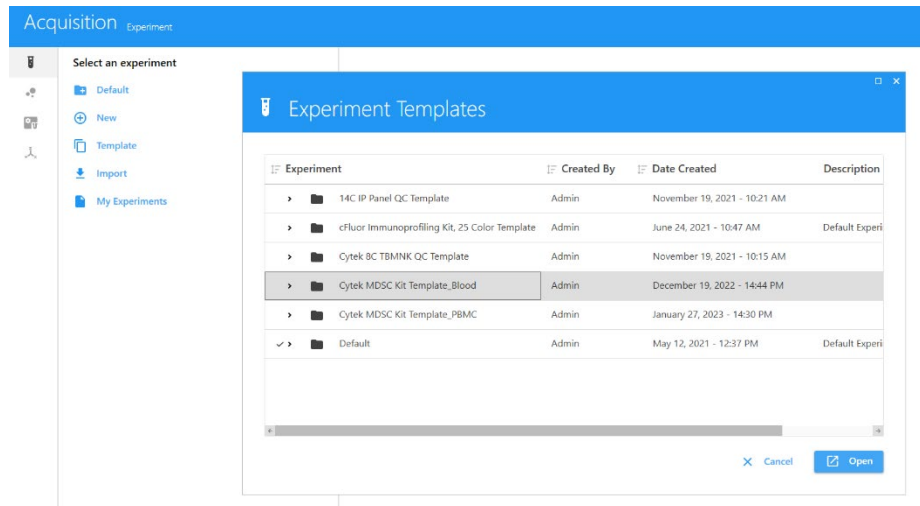 Acquisition Experiment
Select an experiment
Default
New
Template
Import
My Experiments
Experiment Templates
Experiment Created By Date Created Description
14C IP Panel QC Template Admin November 19, 2021 - 10:21 AM
cFluor Immunoprofiling Kit, 25 Color Template Admin June 24, 2021 - 10:47 AM Default Experi
Cytek 8C TBMNK QC Template Admin November 19, 2021 - 10:15 AM
Cytek MDSC Kit Template_Blood Admin December 19, 2022 - 14:44 PM
Cytek MDSC Kit Template_PBMC Admin January 27, 2023 - 14:30 PM
Default Admin May 12, 2021 - 12:37 PM Default Experi
Cancel Open